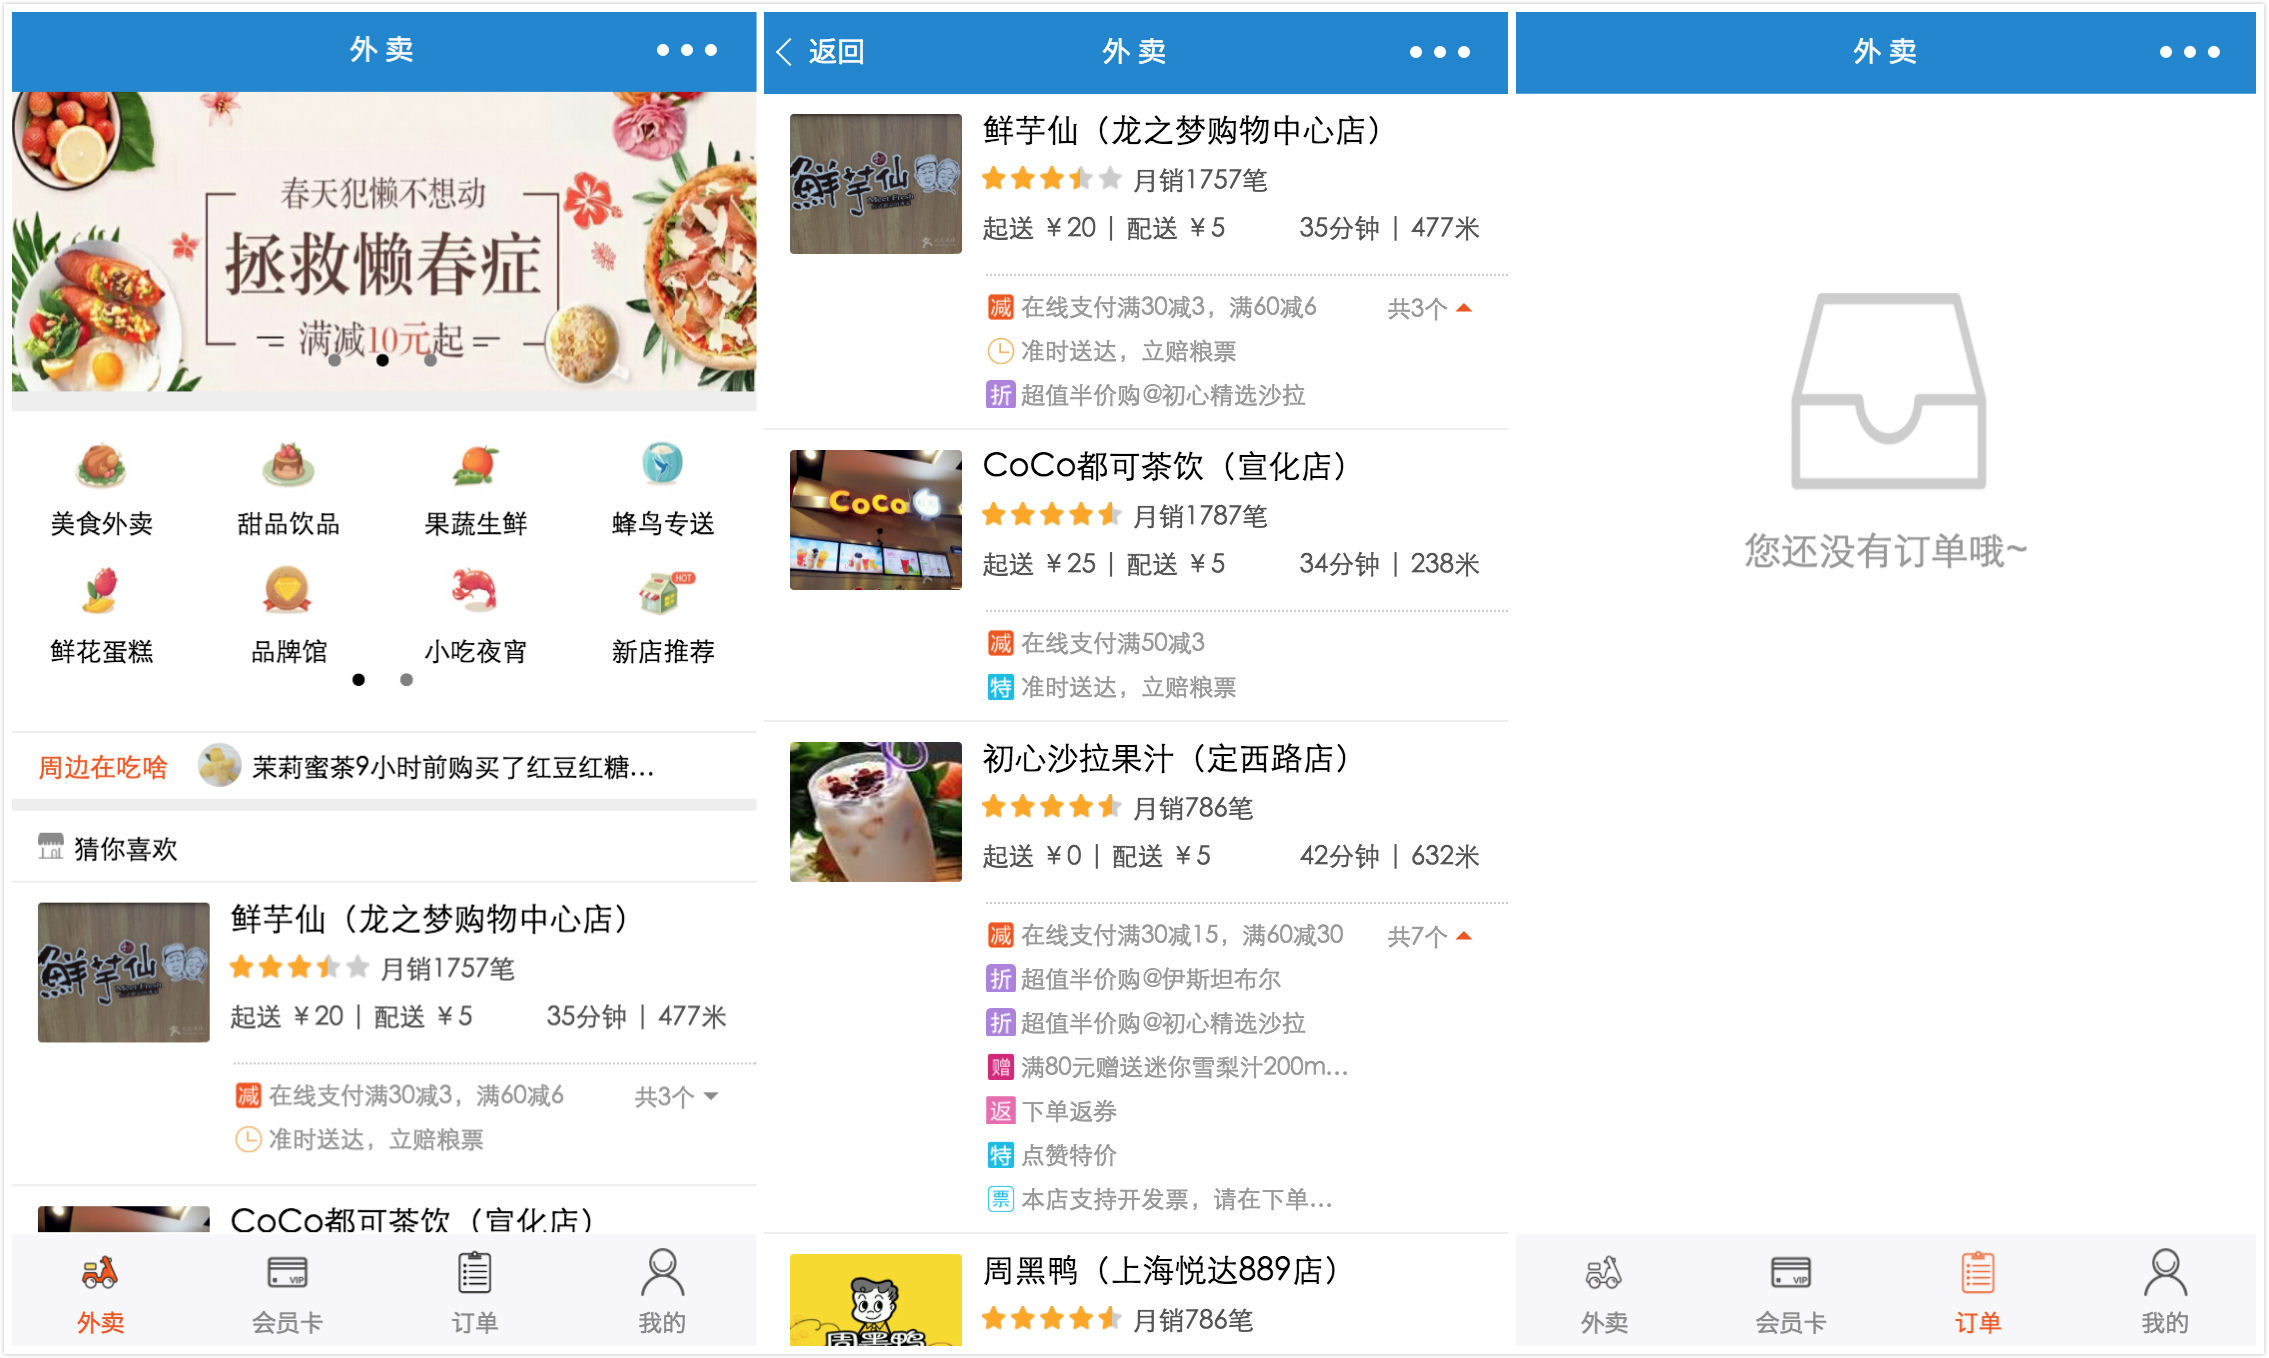 外卖
春天犯懒不想动
拯救懒春症
满减10元起
美食外卖
甜品饮品
果蔬生鲜
蜂鸟专送
HOT
鲜花蛋糕
品牌馆
小吃夜宵
新店推荐
周边在吃啥 茉莉蜜茶9小时前购买了红豆红糖...
猜你喜欢
鲜芋仙
Meet Fresh
鲜芋仙（龙之梦购物中心店）
月销1757笔
起送 ¥20 | 配送 ¥5 35分钟 | 477米
减 在线支付满30减3，满60减6 共3个
准时送达，立赔粮票
CoCo都可茶饮（宣化店）
外卖
VIP
会员卡
订单
我的
返回 外卖
鲜芋仙
Meet Fresh
鲜芋仙（龙之梦购物中心店）
月销1757笔
起送 ¥20 | 配送 ¥5 35分钟 | 477米
减 在线支付满30减3，满60减6 共3个
准时送达，立赔粮票
折 超值半价购@初心精选沙拉
CoCo
CoCo都可茶饮（宣化店）
月销1787笔
起送 ¥25 | 配送 ¥5 34分钟 | 238米
减 在线支付满50减3
特 准时送达，立赔粮票
初心沙拉果汁（定西路店）
月销786笔
起送 ¥0 | 配送 ¥5 42分钟 | 632米
减 在线支付满30减15，满60减30 共7个
折 超值半价购@伊斯坦布尔
折 超值半价购@初心精选沙拉
赠 满80元赠送迷你雪梨汁200m...
返 下单返券
特 点赞特价
票 本店支持开发票，请在下单...
周黑鸭
周黑鸭（上海悦达889店）
月销786笔
外卖
您还没有订单哦~
外卖
VIP
会员卡
订单
我的